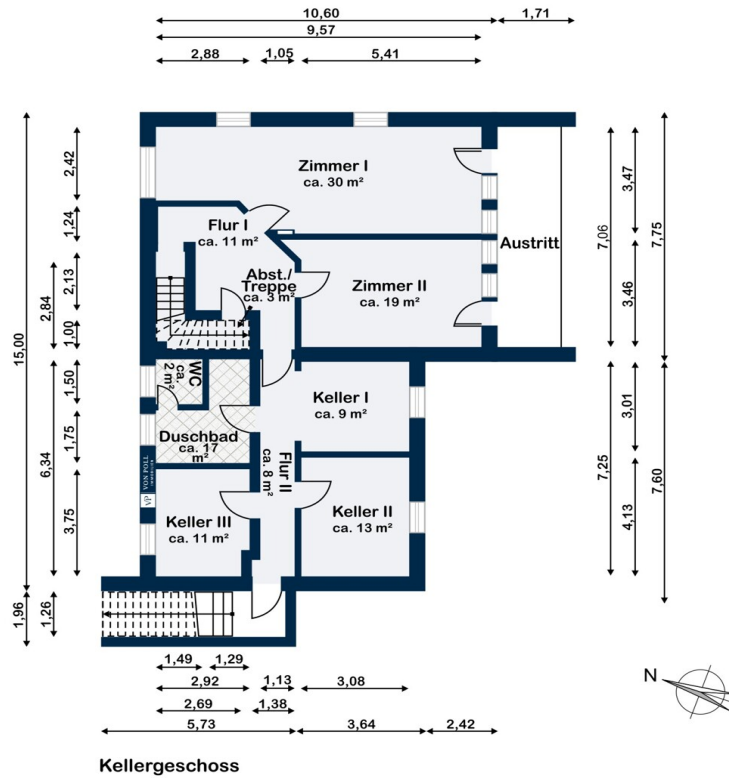 10,60
1,71
9,57
2,88
1,05
5,41
15,00
2,42
1,24
2,13
2,84
1,00
1,50
6,34
1,75
3,75
1,96
1,26
Zimmer I
ca. 30 m²
Flur I
ca. 11 m²
Abst./
Treppe
ca. 3 m²
Zimmer II
ca. 19 m²
Austritt
WC
ca.
2 m²
Duschbad
ca. 17
m²
Keller I
ca. 9 m²
Flur II
ca. 8 m²
Keller II
ca. 13 m²
Keller III
ca. 11 m²
VP
VON POLL
IMMOBILIEN
3,47
7,06
7,75
3,46
3,01
7,25
7,60
4,13
1,49
1,29
2,92
1,13
3,08
2,69
1,38
5,73
3,64
2,42
N
Kellergeschoss